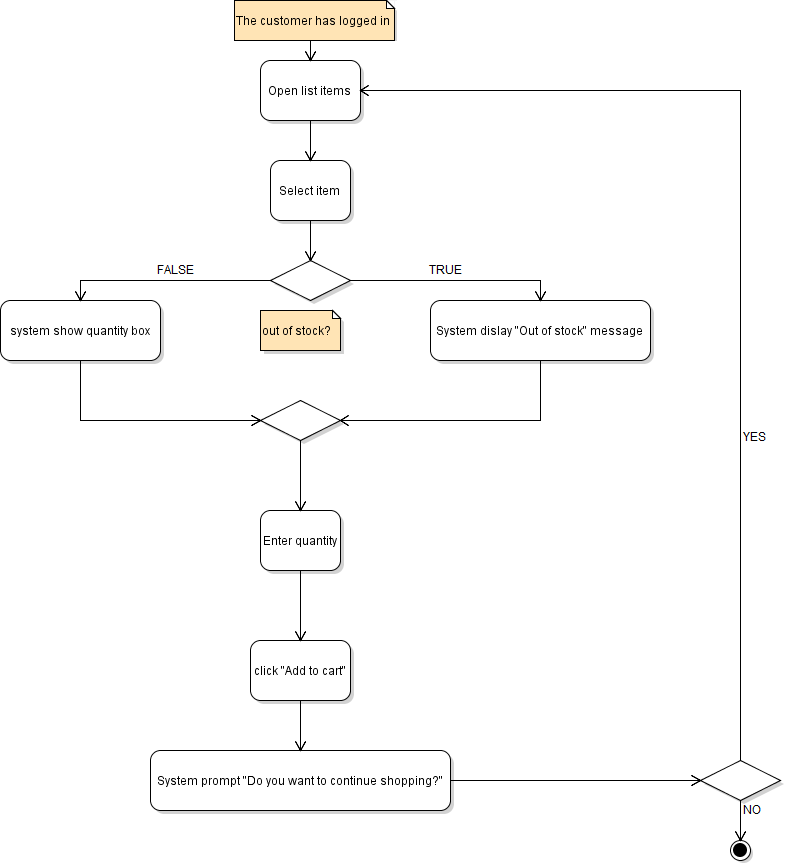 The customer has logged in
Open list items
Select item
FALSE
TRUE
system show quantity box
out of stock?
System dislay "Out of stock" message
YES
Enter quantity
click "Add to cart"
System prompt "Do you want to continue shopping?"
NO